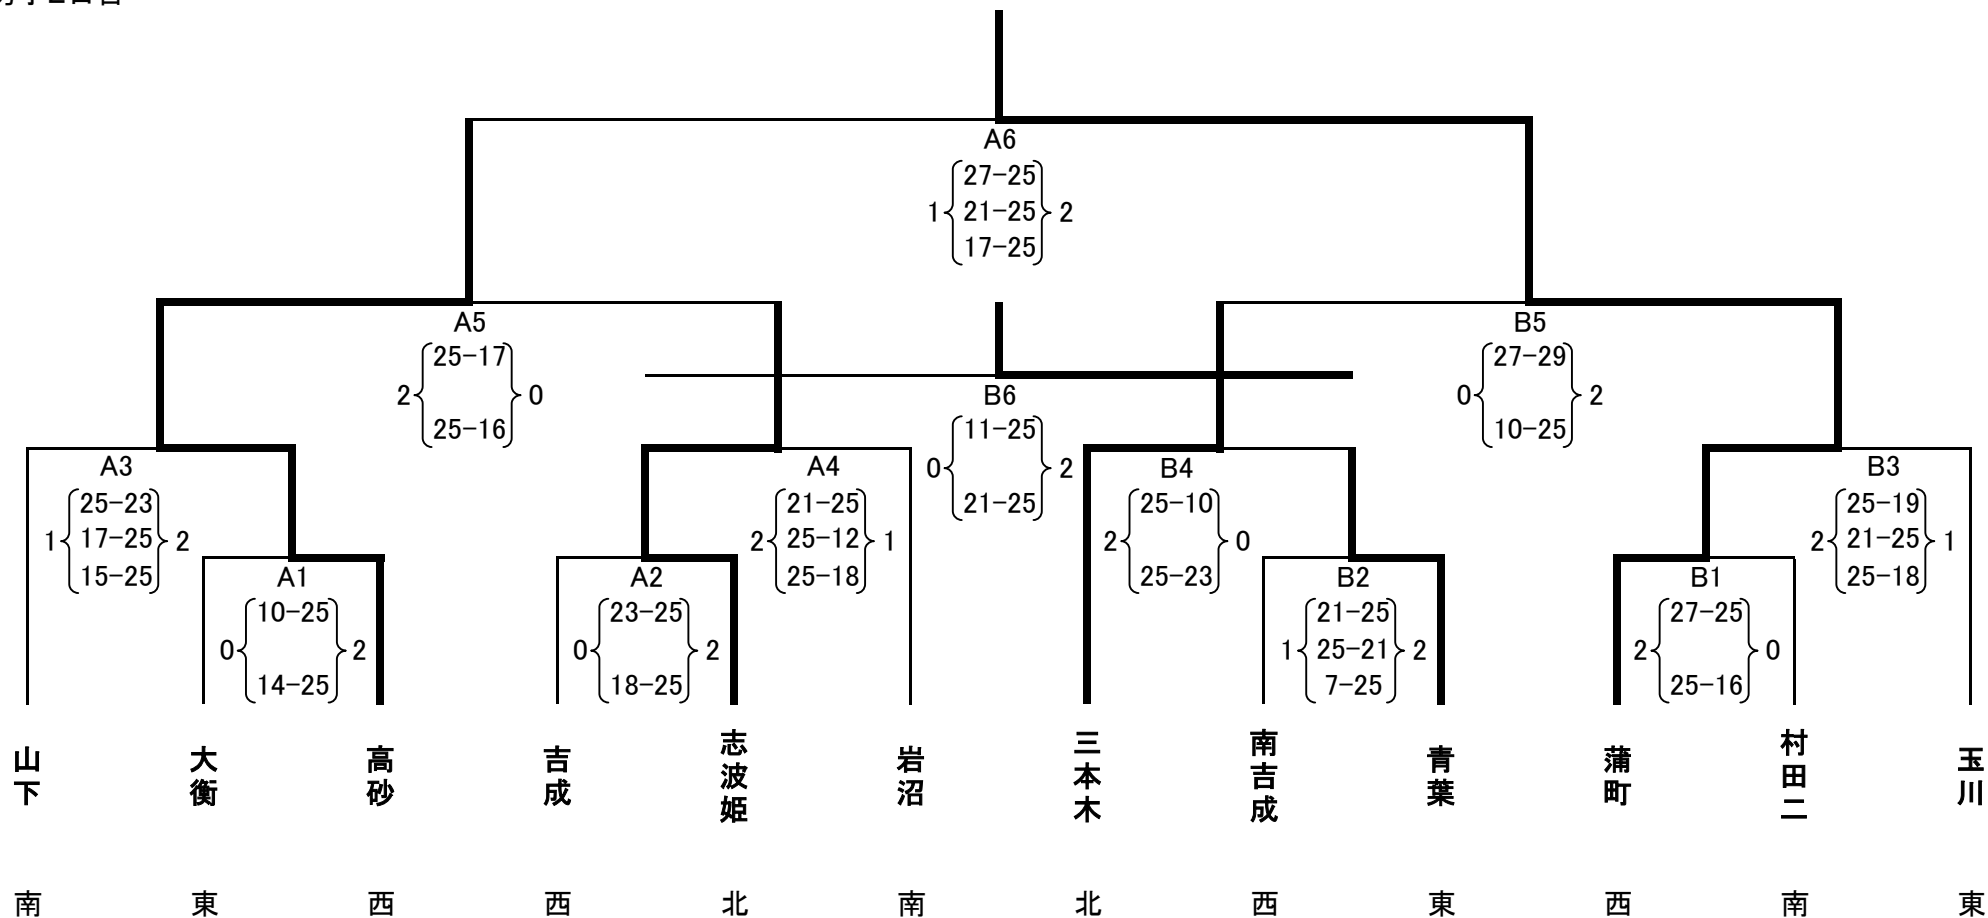 A6
27-25
1 21-25 2
17-25
A5
25-17
2 0
25-16
B5
27-29
0 2
10-25
B6
11-25
0 2
21-25
A3
25-23
1 17-25 2
15-25
A4
21-25
2 25-12 1
25-18
B4
25-10
2 0
25-23
B3
25-19
2 21-25 1
25-18
A1
10-25
0 2
14-25
A2
23-25
0 2
18-25
B2
21-25
1 25-21 2
7-25
B1
27-25
2 0
25-16
山下
大衡
高砂
吉成
志波姫
岩沼
三本木
南吉成
青葉
蒲町
村田二
玉川
南 東 西 西 北 南 北 西 東 西 南 東